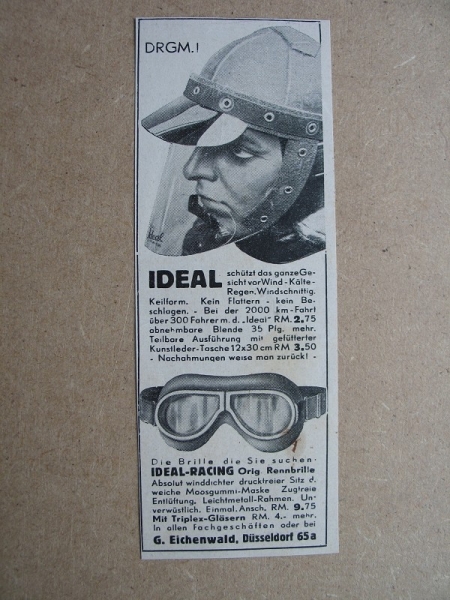 DRGM.!
Ideal
IDEAL schützt das ganze Ge-
sicht vor Wind - Kälte-
Regen. Windschnittig.
Keilform. Kein Flattern - kein Be-
schlagen. - Bei der 2000 km-Fahrt
über 300 Fahrer m. d. „Ideal" RM. 2.75
abnehmbare Blende 35 Pfg. mehr.
Teilbare Ausführung mit gefütterter
Kunstleder-Tasche 12x30 cm RM 3.50
- Nachahmungen weise man zurück! -
Die Brille die Sie suchen.
IDEAL-RACING Orig. Rennbrille
Absolut winddichter druckfreier Sitz d.
weiche Moosgummi-Maske Zugfreie
Entlüftung. Leichtmetall-Rahmen. Un-
verwüstlich. Einmal. Ansch. RM 9.75
Mit Triplex-Gläsern RM. 4.- mehr.
In allen Fachgeschäften oder bei
G. Eichenwald, Düsseldorf 65a